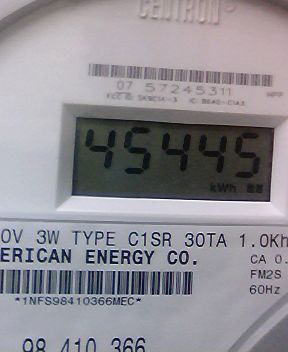 CENTRON
07 57245311
45445
kWh
0V 3W TYPE C1SR 30TA 1.0Kh
ERICAN ENERGY CO.
CA 0.
FM2S
60Hz
*1NFS98410366MEC*
98 410 366